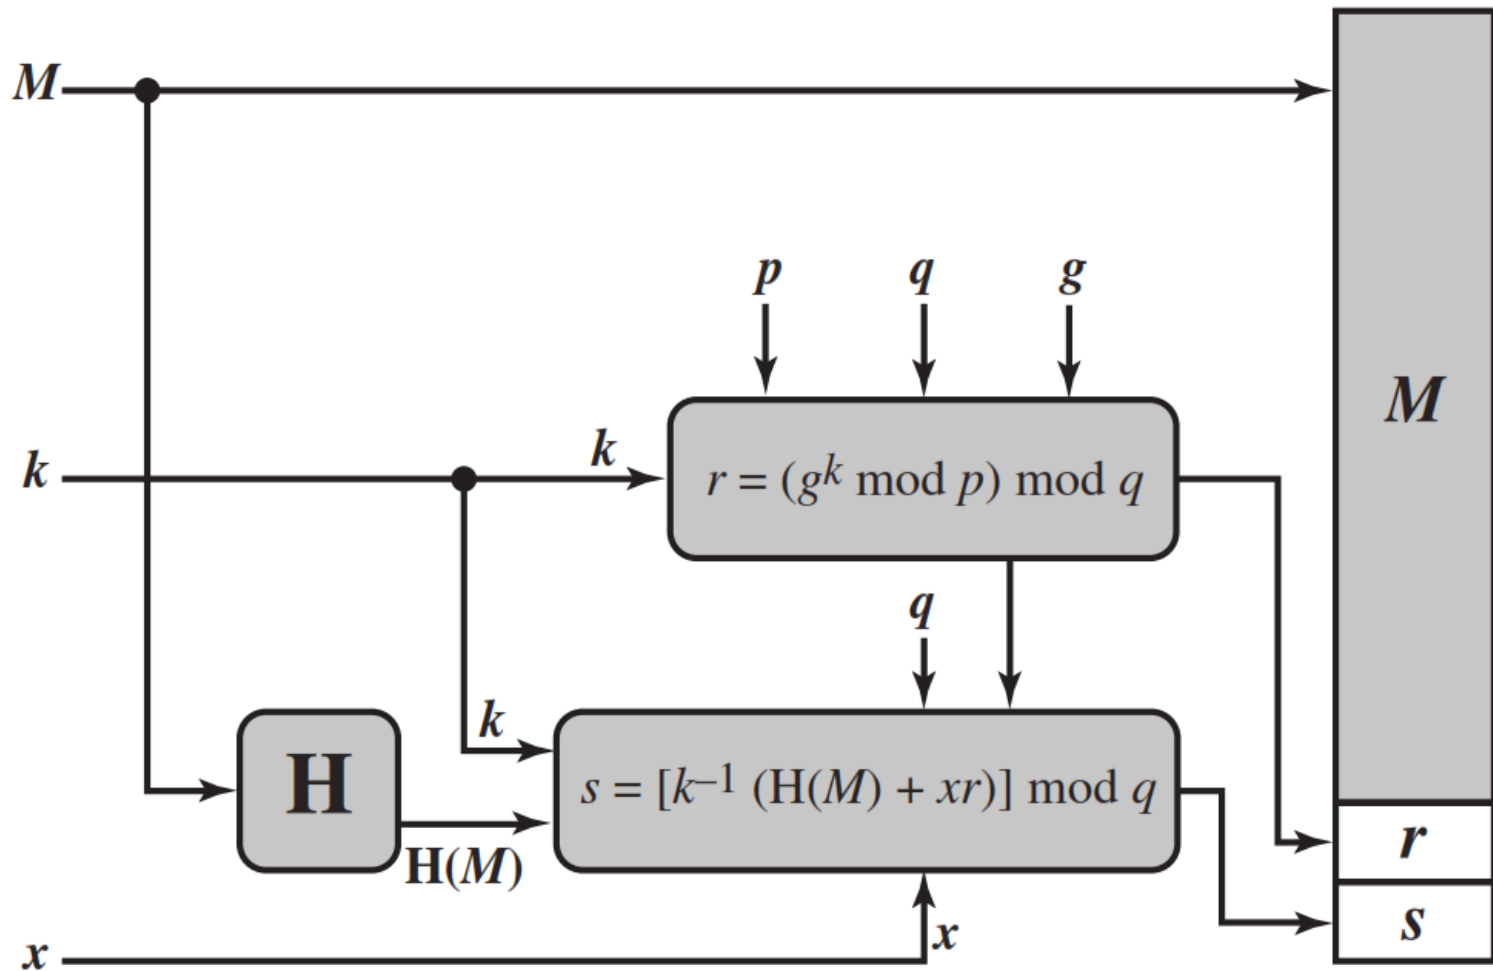 M
p q g
M
k
k
r = (g^k mod p) mod q
q
k
H
s = [k^–1 (H(M) + xr)] mod q
r
H(M)
s
x
x